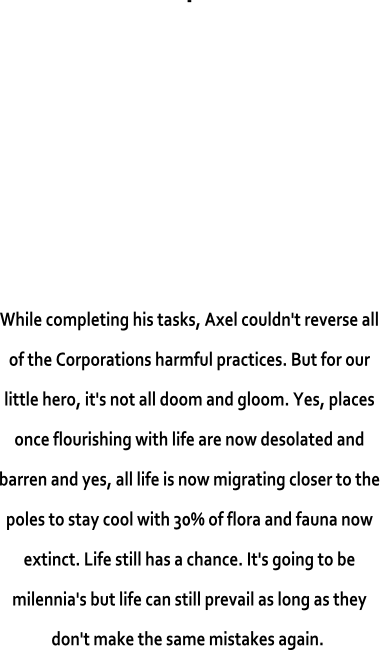 While completing his tasks, Axel couldn't reverse all
of the Corporations harmful practices. But for our
little hero, it's not all doom and gloom. Yes, places
once flourishing with life are now desolated and
barren and yes, all life is now migrating closer to the
poles to stay cool with 30% of flora and fauna now
extinct. Life still has a chance. It's going to be
milennia's but life can still prevail as long as they
don't make the same mistakes again.